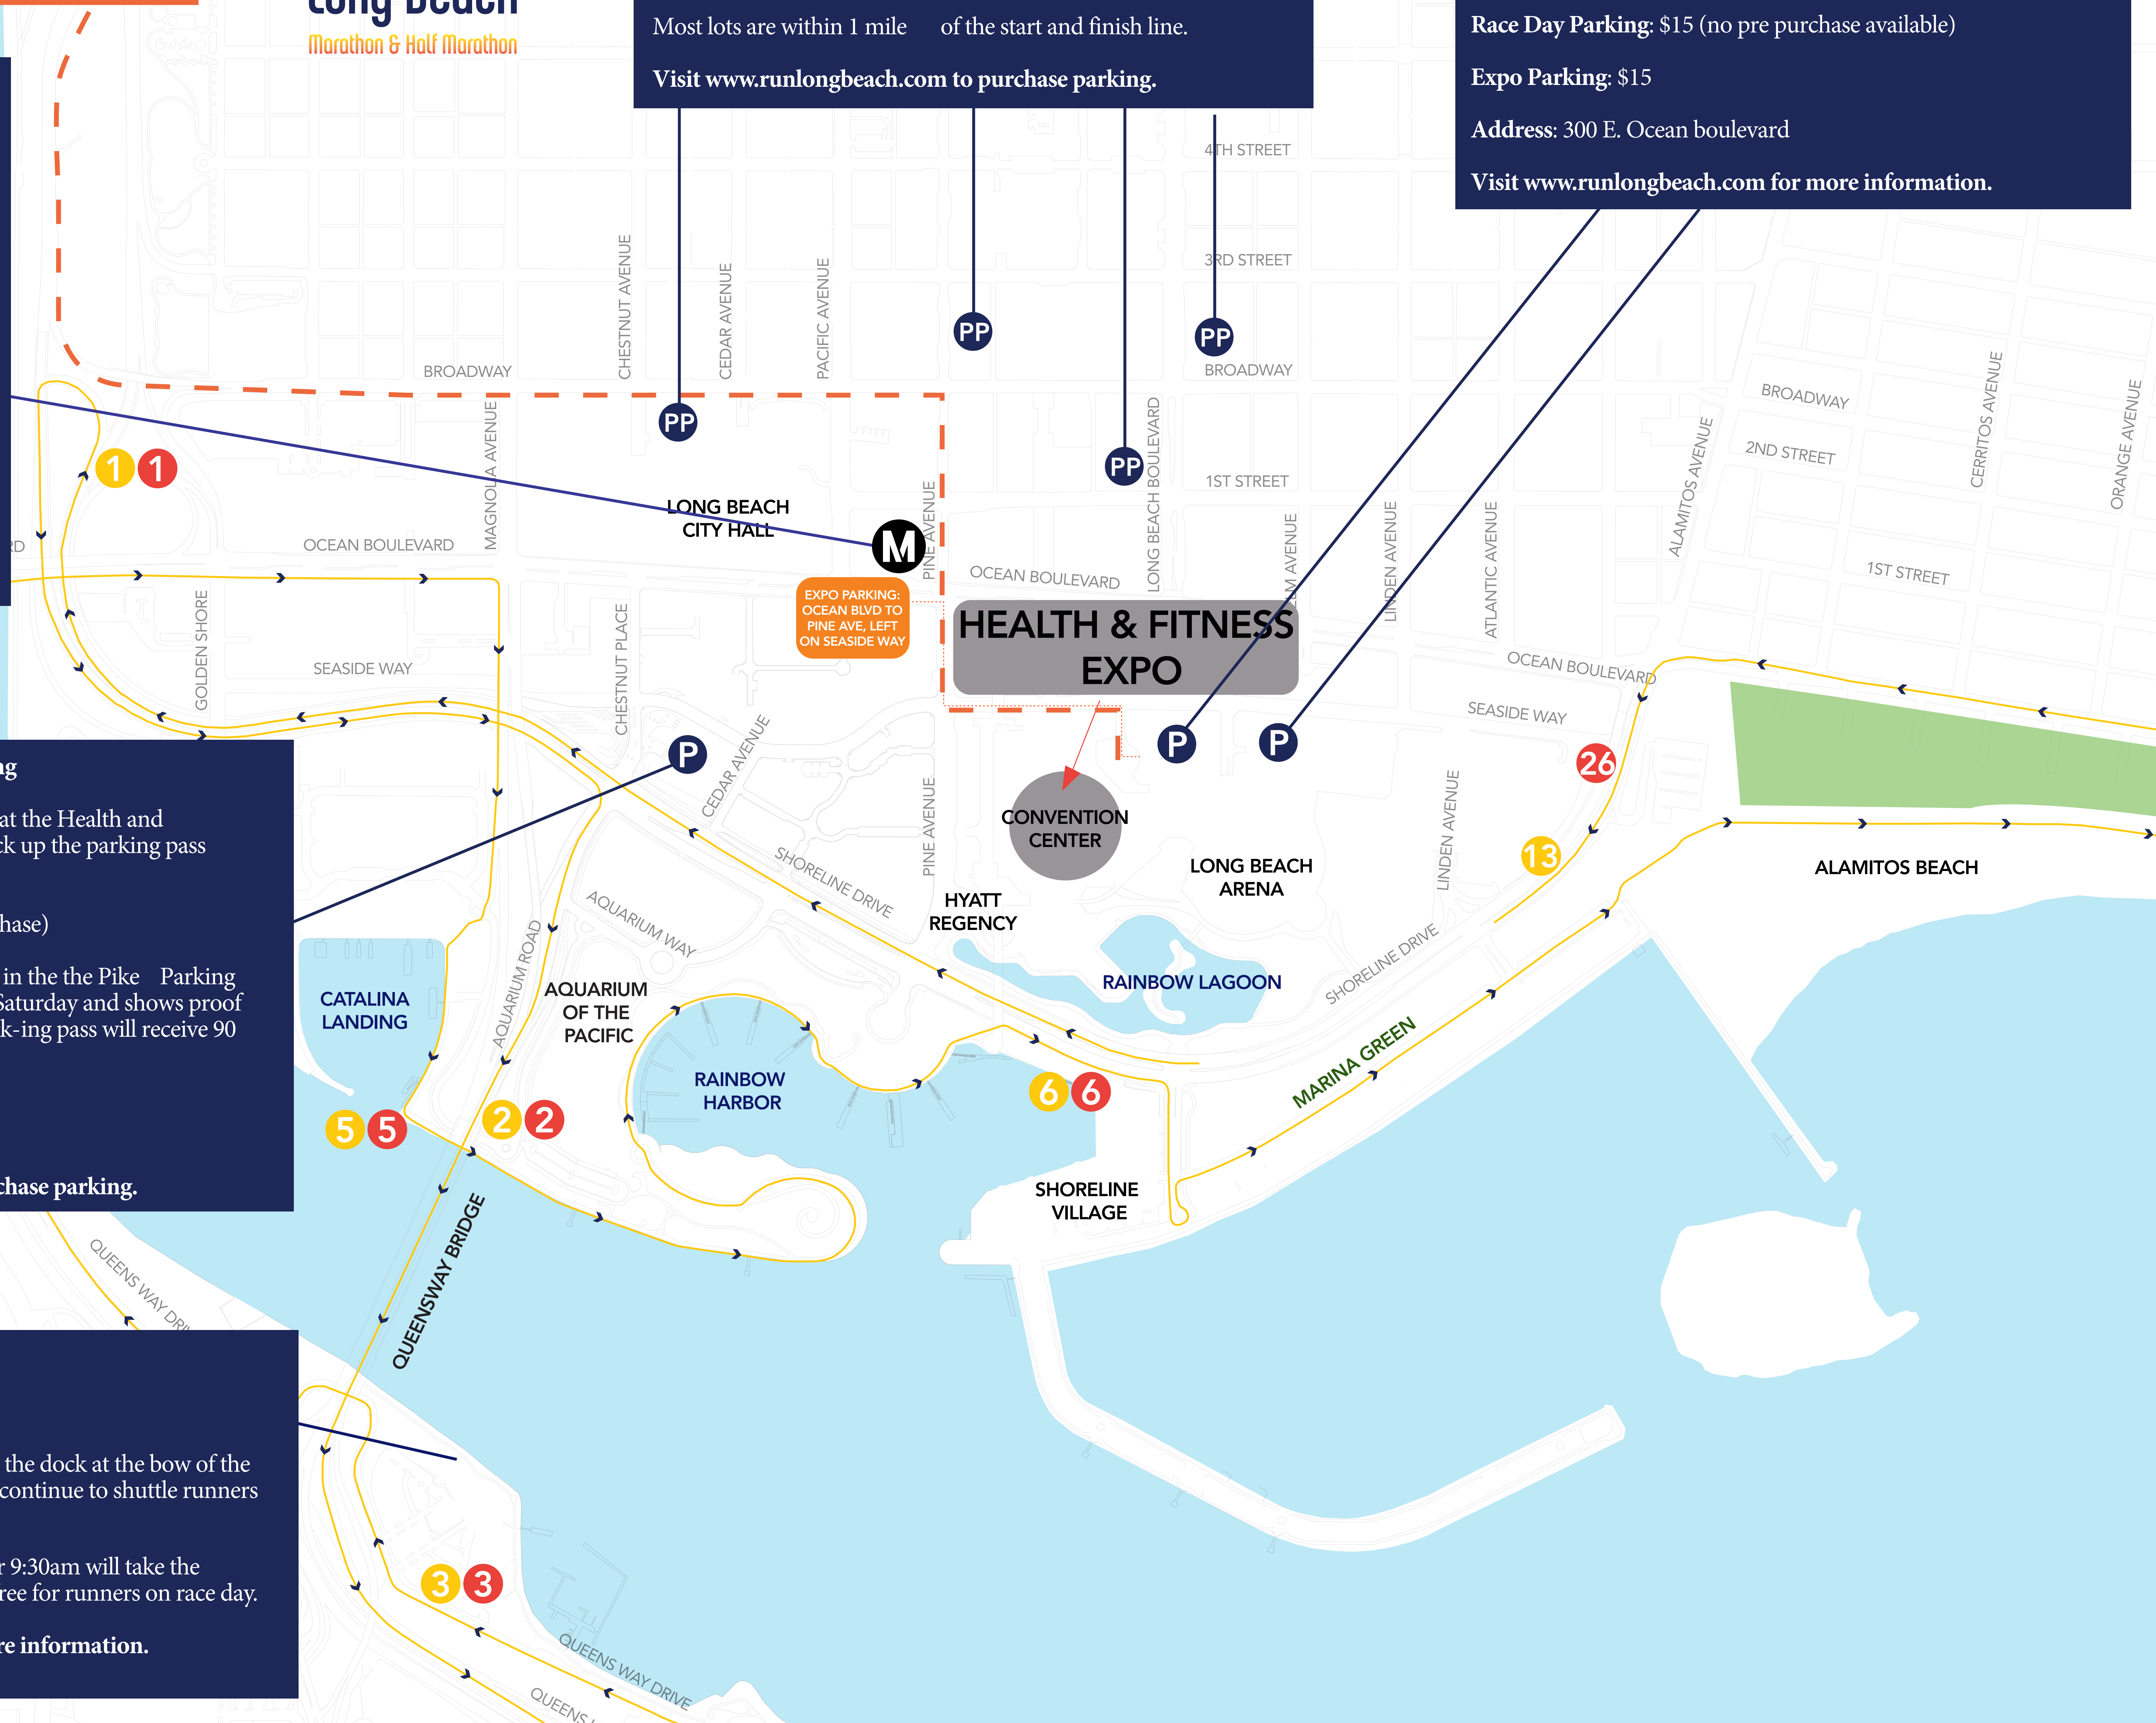 Long Beach
Marathon & Half Marathon
Most lots are within 1 mile of the start and finish line.
Visit www.runlongbeach.com to purchase parking.
Race Day Parking: $15 (no pre purchase available)
Expo Parking: $15
Address: 300 E. Ocean boulevard
Visit www.runlongbeach.com for more information.
4TH STREET
3RD STREET
CHESTNUT AVENUE
CEDAR AVENUE
PACIFIC AVENUE
PP
PP
PP
PP
BROADWAY
BROADWAY
BROADWAY
2ND STREET
CERRITOS AVENUE
ORANGE AVENUE
ALAMITOS AVENUE
MAGNOLIA AVENUE
LONG BEACH BOULEVARD
1 1
1ST STREET
LONG BEACH
CITY HALL
PINE AVENUE
M
OCEAN BOULEVARD
OCEAN BOULEVARD
ELM AVENUE
LINDEN AVENUE
ATLANTIC AVENUE
1ST STREET
RD
EXPO PARKING:
OCEAN BLVD TO
PINE AVE, LEFT
ON SEASIDE WAY
HEALTH & FITNESS
EXPO
GOLDEN SHORE
SEASIDE WAY
CHESTNUT PLACE
OCEAN BOULEVARD
SEASIDE WAY
P
P
P
CEDAR AVENUE
26
13
CONVENTION
CENTER
PINE AVENUE
LINDEN AVENUE
ALAMITOS BEACH
LONG BEACH
ARENA
HYATT
REGENCY
SHORELINE DRIVE
AQUARIUM WAY
AQUARIUM ROAD
SHORELINE DRIVE
ng
at the Health and
ck up the parking pass
hase)
in the the Pike Parking
Saturday and shows proof
k-ing pass will receive 90
chase parking.
CATALINA
LANDING
AQUARIUM
OF THE
PACIFIC
RAINBOW LAGOON
RAINBOW
HARBOR
MARINA GREEN
6 6
5 5
2 2
SHORELINE
VILLAGE
QUEENSWAY BRIDGE
QUEENS WAY DRIV
the dock at the bow of the
continue to shuttle runners
r 9:30am will take the
ree for runners on race day.
re information.
3 3
QUEENS WAY DRIVE
QUEENS